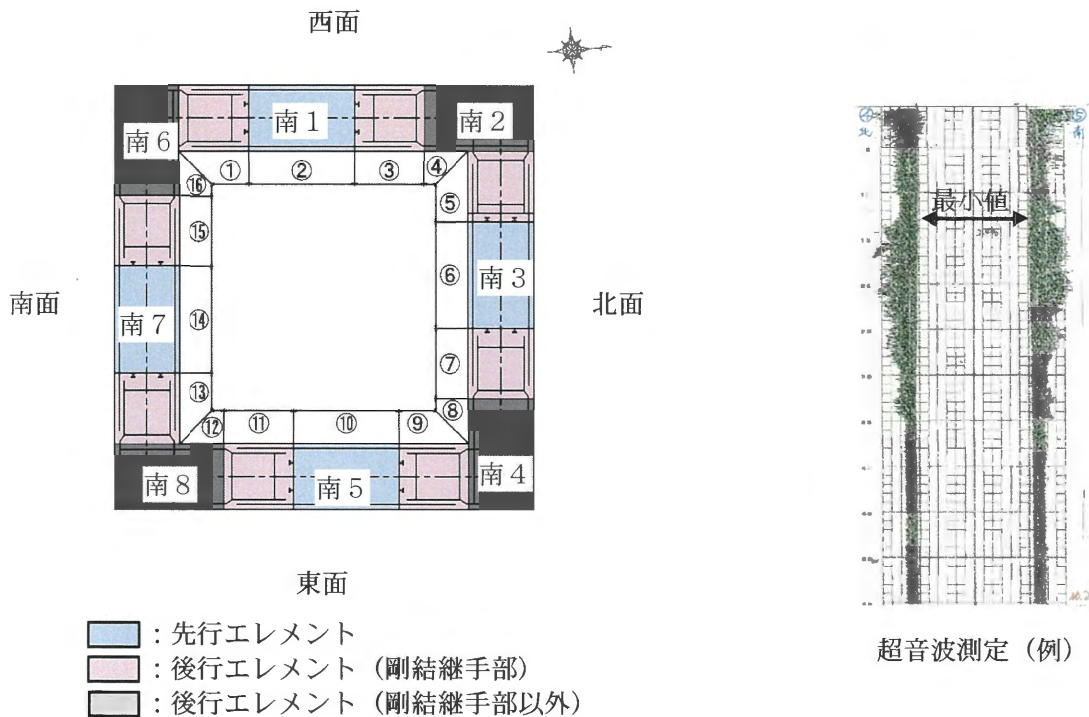 西面
南1
南2
南6
①
②
③
④
⑯
⑤
⑮
⑥
南3
南面
南7
⑭
北面
⑦
⑬
⑧
⑫
⑪
⑩
⑨
南8
南5
南4
東面
：先行エレメント
：後行エレメント（剛結継手部）
：後行エレメント（剛結継手部以外）
④
北
⑤
南
最小値
超音波測定（例）